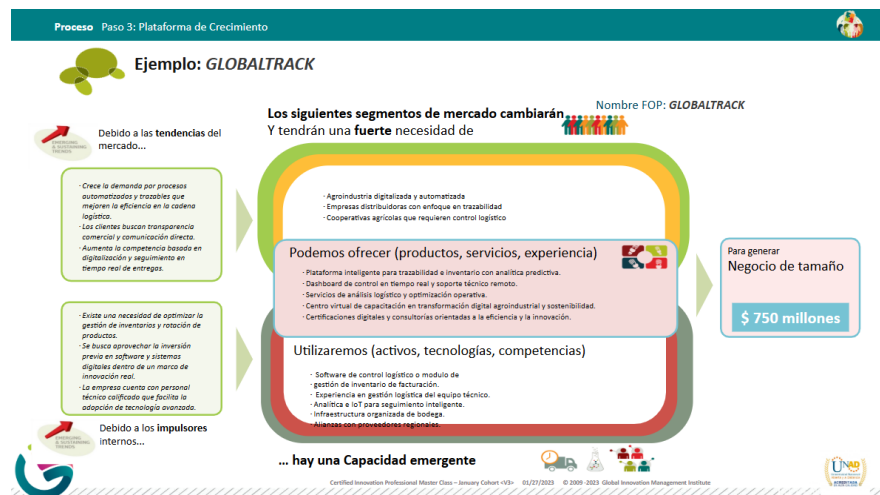 Proceso Paso 3: Plataforma de Crecimiento
Ejemplo: GLOBALTRACK
Nombre FOP: GLOBALTRACK
Los siguientes segmentos de mercado cambiarán
Y tendrán una fuerte necesidad de
EMERGING
& SUSTAINING
TRENDS
Debido a las tendencias del
mercado...
· Crece la demanda por procesos
automatizados y trazables que
mejoren la eficiencia en la cadena
logística.
· Los clientes buscan transparencia
comercial y comunicación directa.
· Aumenta la competencia basada en
digitalización y seguimiento en
tiempo real de entregas.
· Agroindustria digitalizada y automatizada
· Empresas distribuidoras con enfoque en trazabilidad
· Cooperativas agrícolas que requieren control logístico
Podemos ofrecer (productos, servicios, experiencia)
· Plataforma inteligente para trazabilidad e inventario con analítica predictiva.
· Dashboard de control en tiempo real y soporte técnico remoto.
· Servicios de análisis logístico y optimización operativa.
· Centro virtual de capacitación en transformación digital agroindustrial y sostenibilidad.
· Certificaciones digitales y consultorías orientadas a la eficiencia y la innovación.
Para generar
Negocio de tamaño
$ 750 millones
· Existe una necesidad de optimizar la
gestión de inventarios y rotación de
productos.
· Se busca aprovechar la inversión
previa en software y sistemas
digitales dentro de un marco de
innovación real.
· La empresa cuenta con personal
técnico calificado que facilita la
adopción de tecnología avanzada.
Utilizaremos (activos, tecnologías, competencias)
· Software de control logístico o modulo de
· gestión de inventario de facturación.
· Experiencia en gestión logística del equipo técnico.
· Analítica e IoT para seguimiento inteligente.
· Infraestructura organizada de bodega.
· Alianzas con proveedores regionales.
EMERGING
& SUSTAINING
TRENDS
Debido a los impulsores
internos...
... hay una Capacidad emergente
Certified Innovation Professional Master Class – January Cohort <V3> 01/27/2023 © 2009 -2023 Global Innovation Management Institute
UNAD